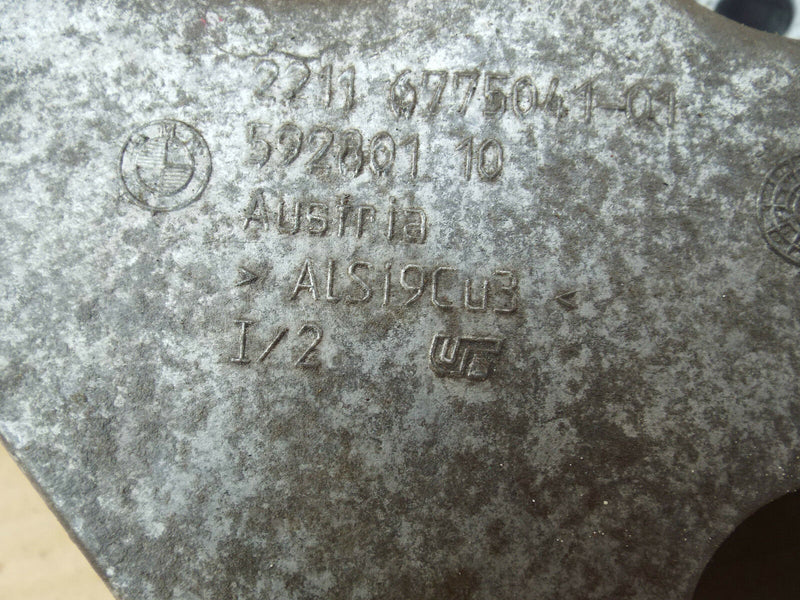 2211 6775041-01
592801 10
Austria
> ALSi9Cu3 <
I/2